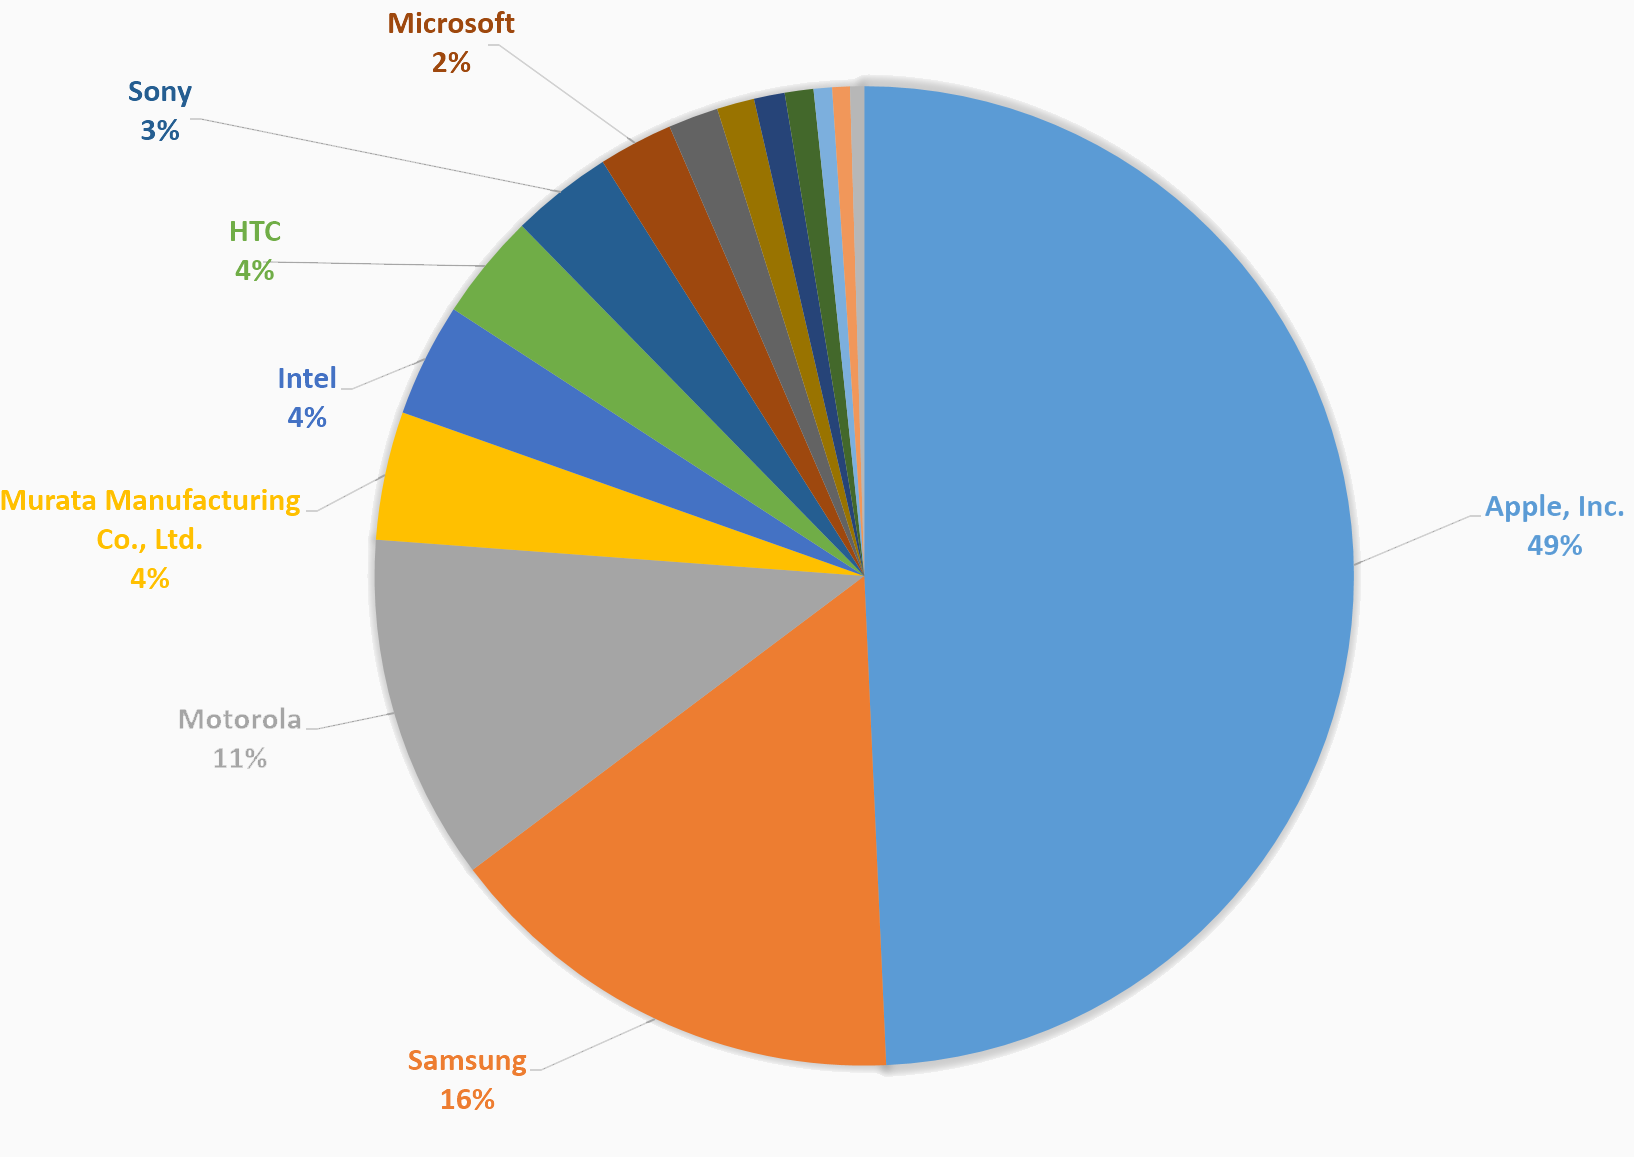 Microsoft
2%
Sony
3%
HTC
4%
Intel
4%
Murata Manufacturing
Co., Ltd.
4%
Apple, Inc.
49%
Motorola
11%
Samsung
16%